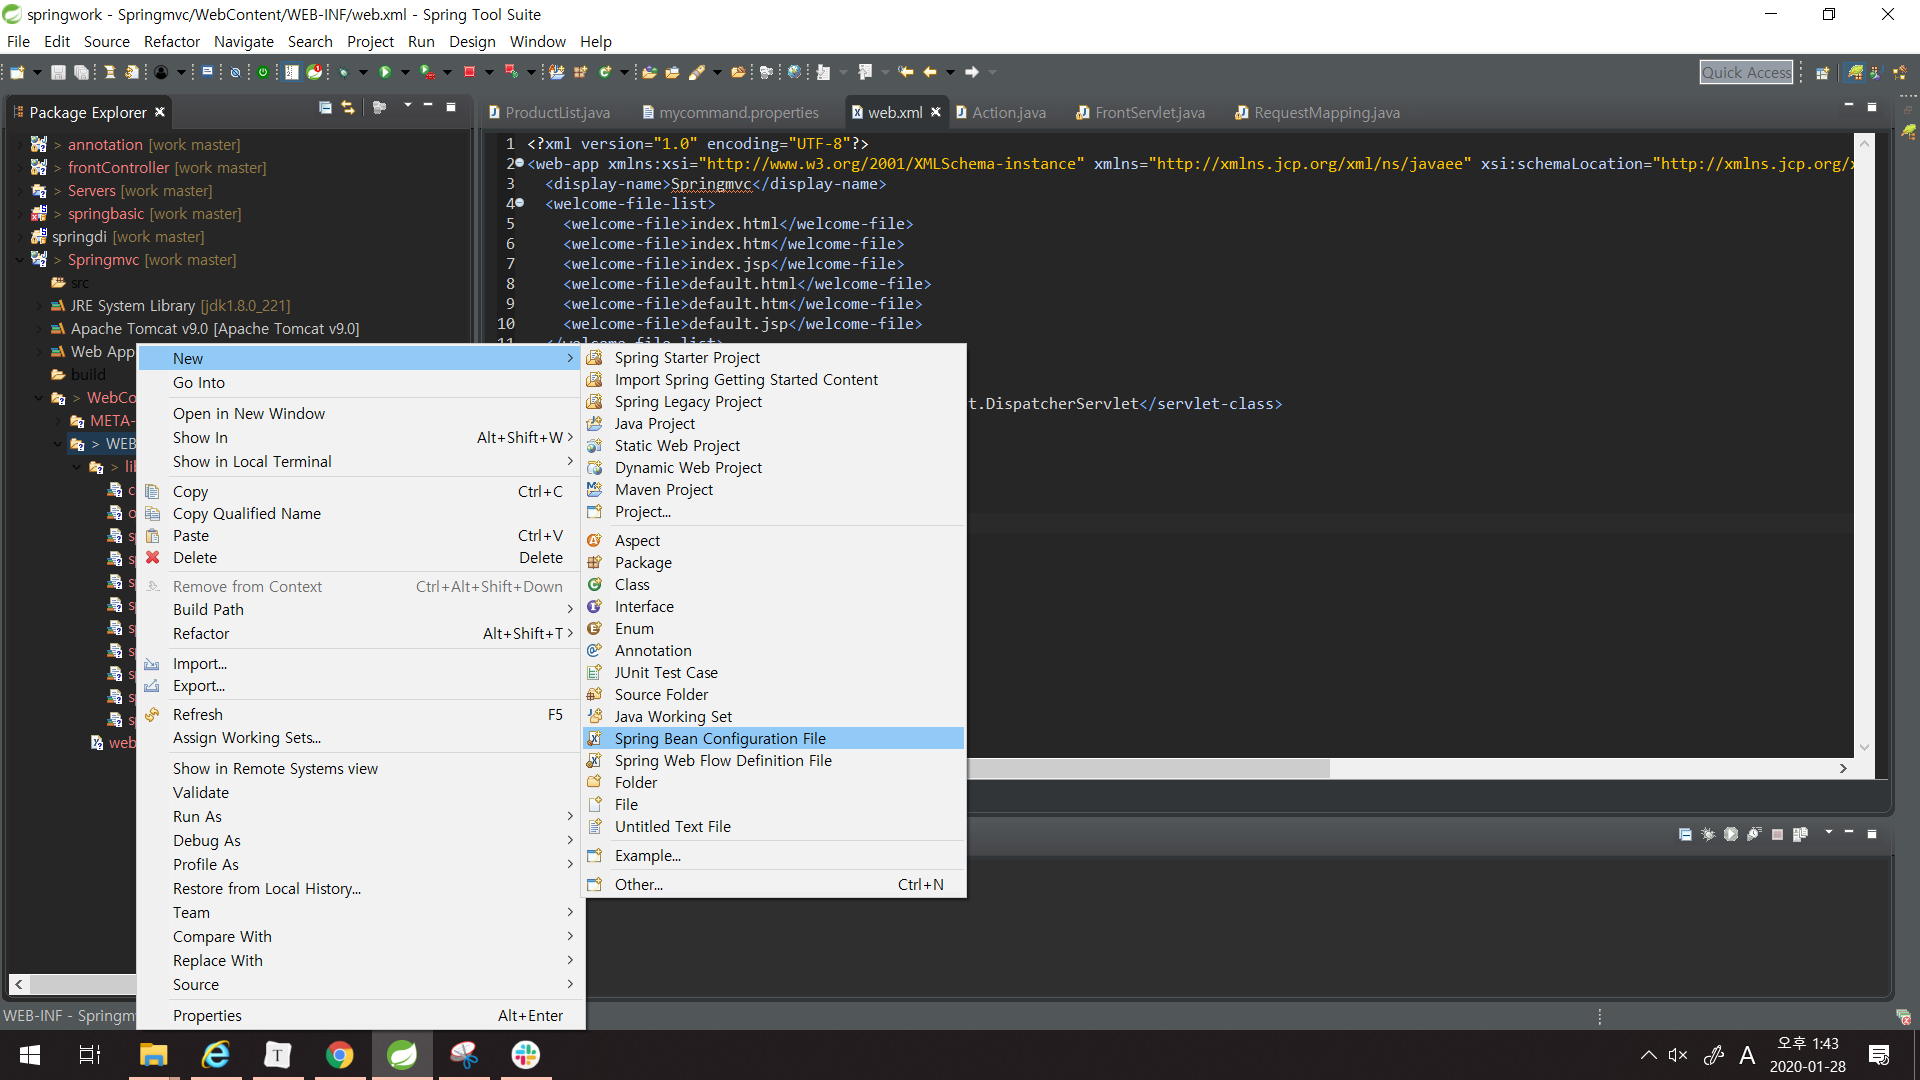 springwork - Springmvc/WebContent/WEB-INF/web.xml - Spring Tool Suite
File Edit Source Refactor Navigate Search Project Run Design Window Help
Quick Access
Package Explorer
ProductList.java mycommand.properties web.xml Action.java FrontServlet.java RequestMapping.java
> annotation [work master]
> frontController [work master]
> Servers [work master]
> springbasic [work master]
springdi [work master]
> Springmvc [work master]
src
JRE System Library [jdk1.8.0_221]
Apache Tomcat v9.0 [Apache Tomcat v9.0]
Web App
build
> WebCo
META-
> WEB
> li
web
1 <?xml version="1.0" encoding="UTF-8"?>
2 <web-app xmlns:xsi="http://www.w3.org/2001/XMLSchema-instance" xmlns="http://xmlns.jcp.org/xml/ns/javaee" xsi:schemaLocation="http://xmlns.jcp.org/x
3 <display-name>Springmvc</display-name>
4 <welcome-file-list>
5 <welcome-file>index.html</welcome-file>
6 <welcome-file>index.htm</welcome-file>
7 <welcome-file>index.jsp</welcome-file>
8 <welcome-file>default.html</welcome-file>
9 <welcome-file>default.htm</welcome-file>
10 <welcome-file>default.jsp</welcome-file>
11 </welcome-file-list>
t.DispatcherServlet</servlet-class>
New
Go Into
Open in New Window
Show In Alt+Shift+W
Show in Local Terminal
Copy Ctrl+C
Copy Qualified Name
Paste Ctrl+V
Delete Delete
Remove from Context Ctrl+Alt+Shift+Down
Build Path
Refactor Alt+Shift+T
Import...
Export...
Refresh F5
Assign Working Sets...
Show in Remote Systems view
Validate
Run As
Debug As
Profile As
Restore from Local History...
Team
Compare With
Replace With
Source
Properties Alt+Enter
Spring Starter Project
Import Spring Getting Started Content
Spring Legacy Project
Java Project
Static Web Project
Dynamic Web Project
Maven Project
Project...
Aspect
Package
Class
Interface
Enum
Annotation
JUnit Test Case
Source Folder
Java Working Set
Spring Bean Configuration File
Spring Web Flow Definition File
Folder
File
Untitled Text File
Example...
Other... Ctrl+N
WEB-INF - Springm
A
오후 1:43
2020-01-28